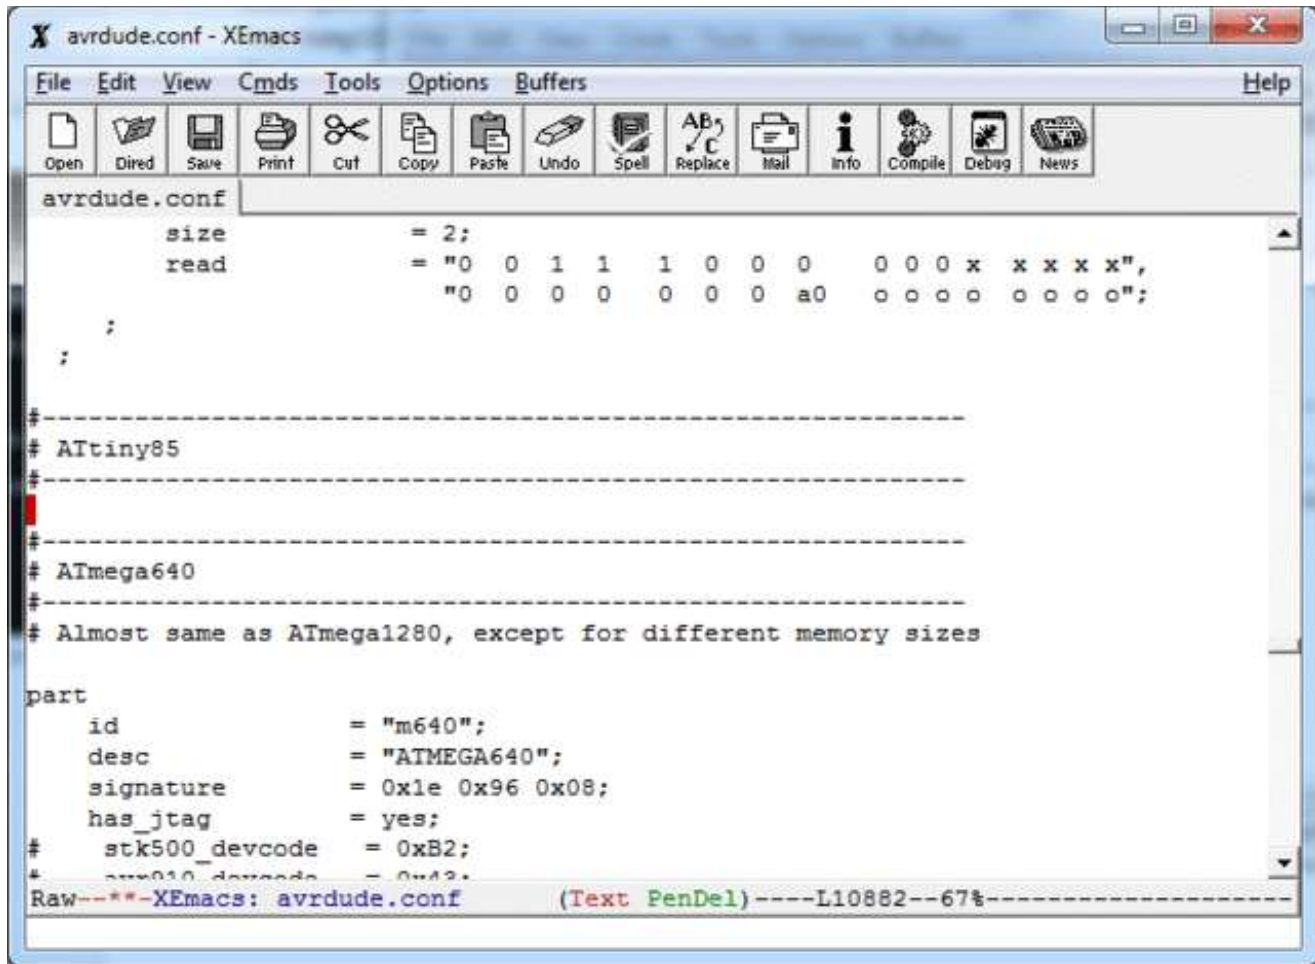 avrdude.conf - XEmacs
File Edit View Cmds Tools Options Buffers Help
Open Dired Save Print Cut Copy Paste Undo Spell Replace Mail Info Compile Debug News
avrdude.conf
size = 2;
read = "0 0 1 1 1 0 0 0 0 0 0 x x x x x",
"0 0 0 0 0 0 0 a0 o o o o o o o o";
;
;
#------------------------------------------------------------
# ATtiny85
#------------------------------------------------------------
#------------------------------------------------------------
# ATmega640
#------------------------------------------------------------
# Almost same as ATmega1280, except for different memory sizes
part
id = "m640";
desc = "ATMEGA640";
signature = 0x1e 0x96 0x08;
has_jtag = yes;
# stk500_devcode = 0xB2;
# avr910_devcode = 0x43;
Raw--**-XEmacs: avrdude.conf (Text PenDel)----L10882--67%--------------------